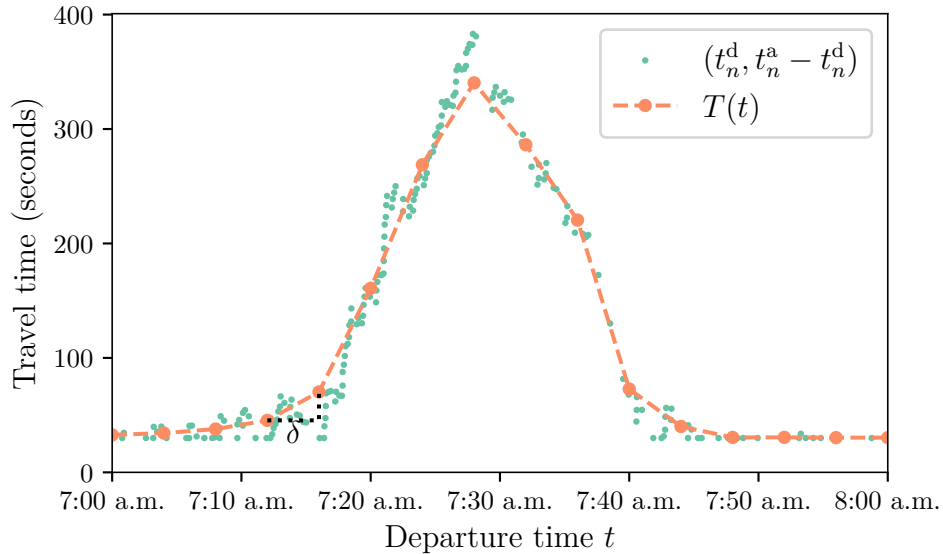 400
300
200
100
0
Travel time (seconds)
(t_n^d, t_n^a − t_n^d)
T(t)
δ
7:00 a.m. 7:10 a.m. 7:20 a.m. 7:30 a.m. 7:40 a.m. 7:50 a.m. 8:00 a.m.
Departure time t